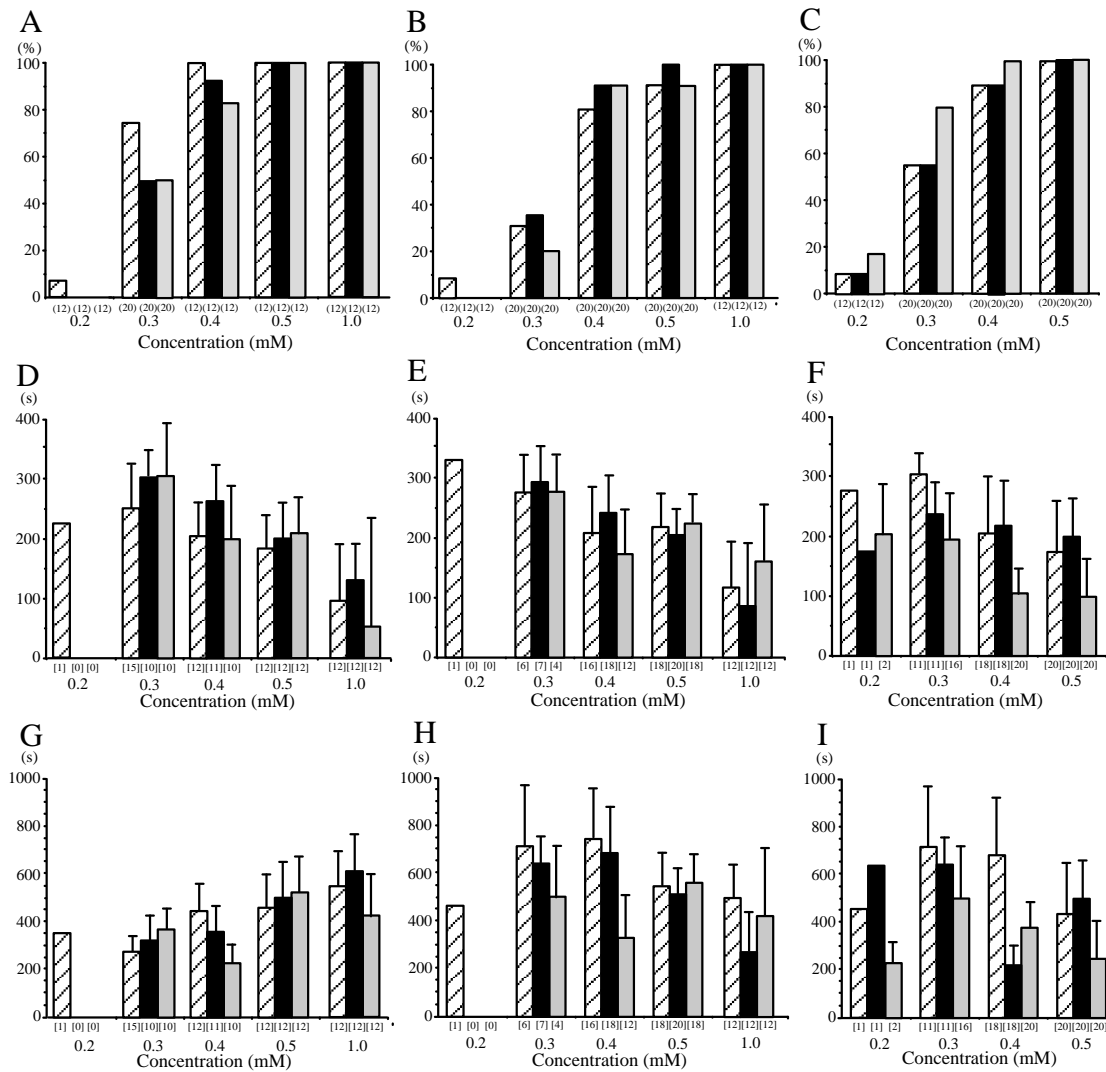 A
(%)
100
80
60
40
20
0
(12) (12) (12) (20) (20) (20) (12)(12)(12) (12)(12)(12) (12)(12)(12)
0.2 0.3 0.4 0.5 1.0
Concentration (mM)
B
(%)
100
80
60
40
20
0
(12)(12)(12) (20)(20)(20) (20)(20)(20) (20)(20)(20) (12)(12)(12)
0.2 0.3 0.4 0.5 1.0
Concentration (mM)
C
(%)
100
80
60
40
20
0
(12)(12)(12) (20)(20)(20) (20)(20)(20) (20)(20)(20)
0.2 0.3 0.4 0.5
Concentration (mM)
D
(s)
400
300
200
100
0
[1] [0] [0] [15][10][10] [12][11][10] [12][12][12] [12][12][12]
0.2 0.3 0.4 0.5 1.0
Concentration (mM)
E
(s)
400
300
200
100
0
[1] [0] [0] [6] [7] [4] [16][18][12] [18][20][18] [12][12][12]
0.2 0.3 0.4 0.5 1.0
Concentration (mM)
F
(s)
400
300
200
100
0
[1] [1] [2] [11][11][16] [18][18][20] [20][20][20]
0.2 0.3 0.4 0.5
Concentration (mM)
G
(s)
1000
800
600
400
200
0
[1] [0] [0] [15][10][10] [12][11][10] [12][12][12] [12][12][12]
0.2 0.3 0.4 0.5 1.0
Concentration (mM)
H
(s)
1000
800
600
400
200
0
[1] [0] [0] [6] [7] [4] [16][18][12] [18][20][18] [12][12][12]
0.2 0.3 0.4 0.5 1.0
Concentration (mM)
I
(s)
1000
800
600
400
200
0
[1] [1] [2] [11][11][16] [18][18][20] [20][20][20]
0.2 0.3 0.4 0.5
Concentration (mM)